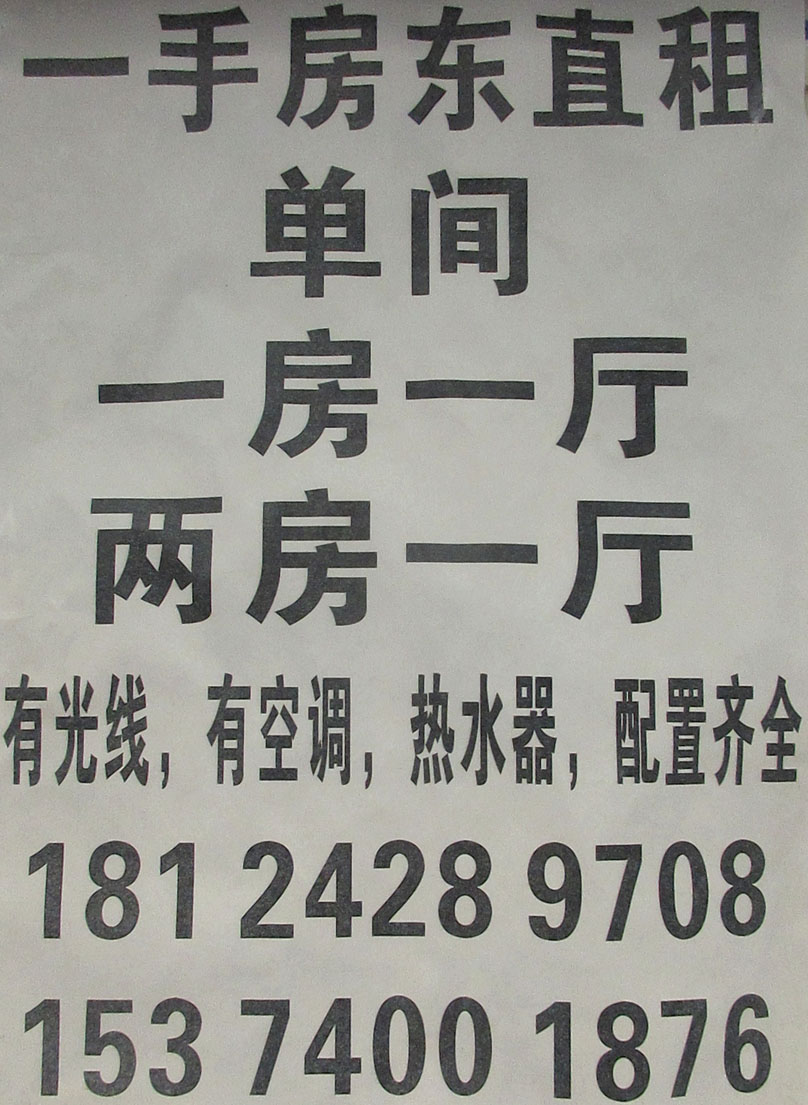 一手房东直租
单间
一房一厅
两房一厅
有光线，有空调，热水器，配置齐全
181 2428 9708
153 7400 1876